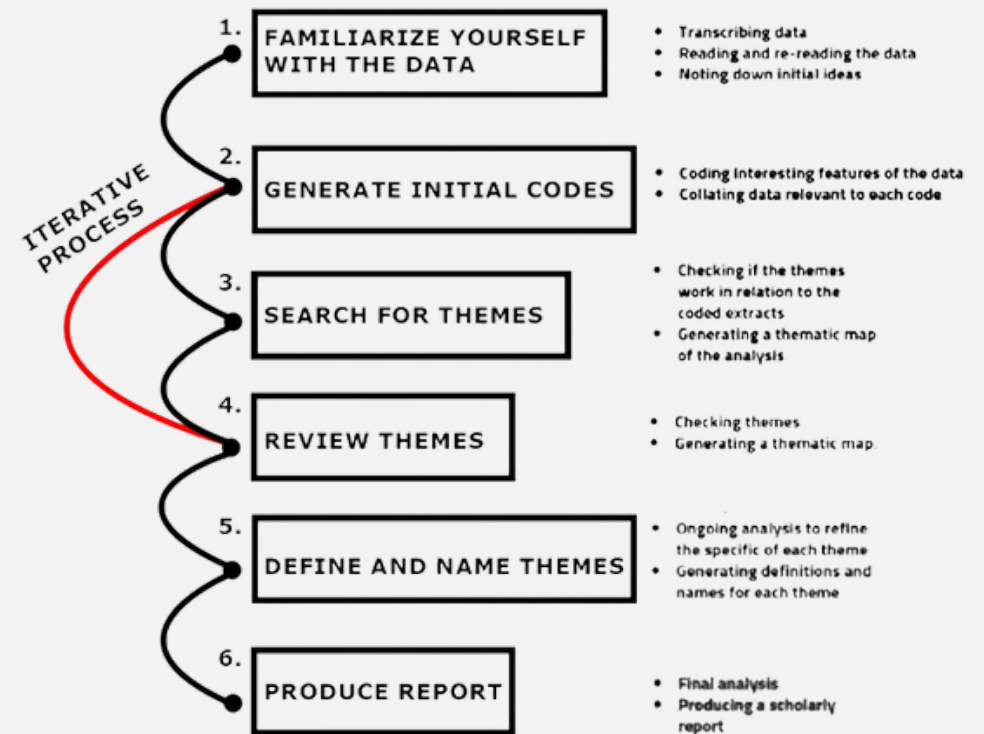 1.
FAMILIARIZE YOURSELF
WITH THE DATA
• Transcribing data
• Reading and re-reading the data
• Noting down initial ideas
ITERATIVE
PROCESS
2.
GENERATE INITIAL CODES
• Coding interesting features of the data
• Collating data relevant to each code
3.
SEARCH FOR THEMES
• Checking if the themes
work in relation to the
coded extracts
• Generating a thematic map
of the analysis
4.
REVIEW THEMES
• Checking themes
• Generating a thematic map.
5.
DEFINE AND NAME THEMES
• Ongoing analysis to refine
the specific of each theme
• Generating definitions and
names for each theme
6.
PRODUCE REPORT
• Final analysis
• Producing a scholarly
report